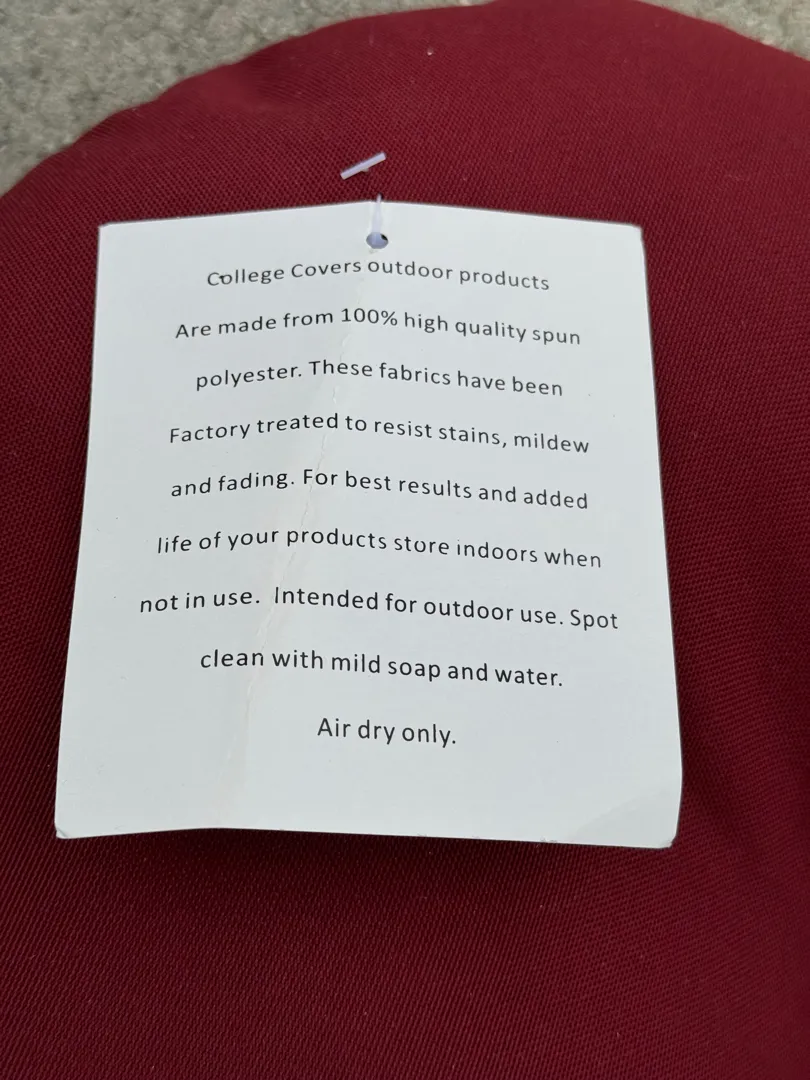 College Covers outdoor products
Are made from 100% high quality spun
polyester. These fabrics have been
Factory treated to resist stains, mildew
and fading. For best results and added
life of your products store indoors when
not in use.  Intended for outdoor use. Spot
clean with mild soap and water.
Air dry only.